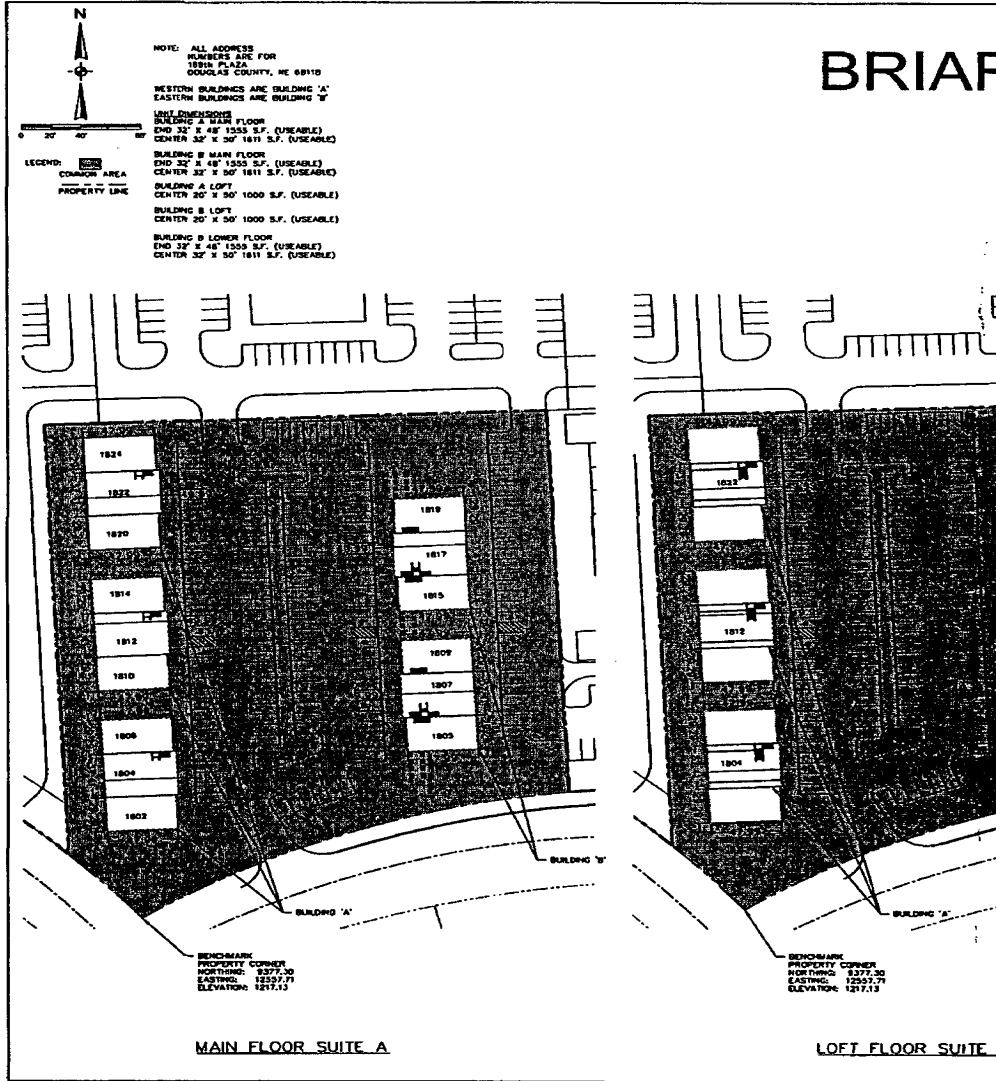 N
BRIAR
NOTE: ALL ADDRESS
NUMBERS ARE FOR
189th PLAZA
DOUGLAS COUNTY, NE 68118
WESTERN BUILDINGS ARE BUILDING 'A'
EASTERN BUILDINGS ARE BUILDING 'B'
UNIT DIMENSIONS
BUILDING A MAIN FLOOR
END 32' X 48' 1555 S.F. (USEABLE)
CENTER 32' X 50' 1611 S.F. (USEABLE)
BUILDING B MAIN FLOOR
END 32' X 48' 1555 S.F. (USEABLE)
CENTER 32' X 50' 1611 S.F. (USEABLE)
BUILDING A LOFT
CENTER 20' X 50' 1000 S.F. (USEABLE)
BUILDING B LOFT
CENTER 20' X 50' 1000 S.F. (USEABLE)
BUILDING B LOWER FLOOR
END 32' X 48' 1555 S.F. (USEABLE)
CENTER 32' X 50' 1611 S.F. (USEABLE)
0 20' 40' 80'
LEGEND:
COMMON AREA
PROPERTY LINE
1824
1822
1820
1814
1812
1810
1806
1804
1802
1819
1817
1815
1809
1807
1805
BUILDING 'B'
BUILDING 'A'
BENCHMARK
PROPERTY CORNER
NORTHING: 9377.30
EASTING: 12557.71
ELEVATION: 1217.13
MAIN FLOOR SUITE A
1822
1812
1804
BUILDING 'A'
BENCHMARK
PROPERTY CORNER
NORTHING: 9377.30
EASTING: 12557.71
ELEVATION: 1217.13
LOFT FLOOR SUITE